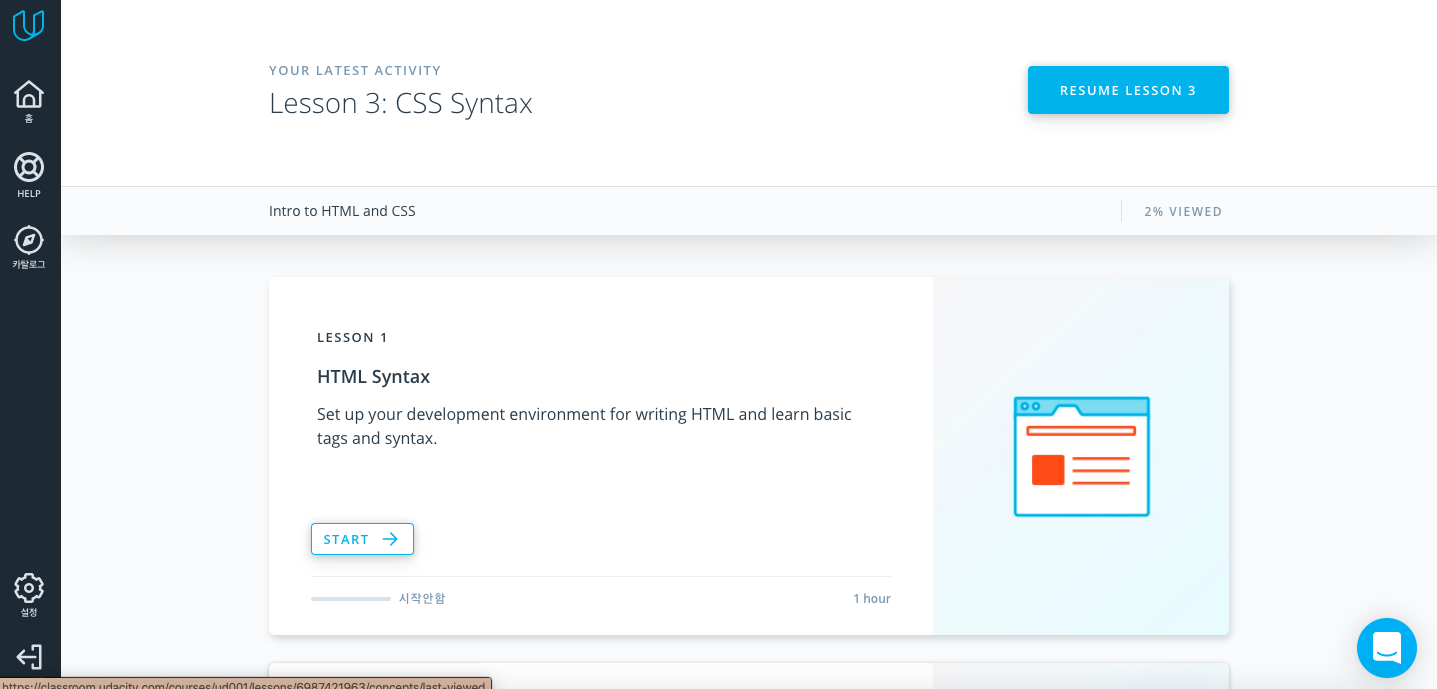 YOUR LATEST ACTIVITY
Lesson 3: CSS Syntax
RESUME LESSON 3
홈
HELP
카탈로그
Intro to HTML and CSS
2% VIEWED
LESSON 1
HTML Syntax
Set up your development environment for writing HTML and learn basic
tags and syntax.
START
시작안함
1 hour
설정
https://classroom.udacity.com/courses/ud001/lessons/6987421963/concepts/last-viewed